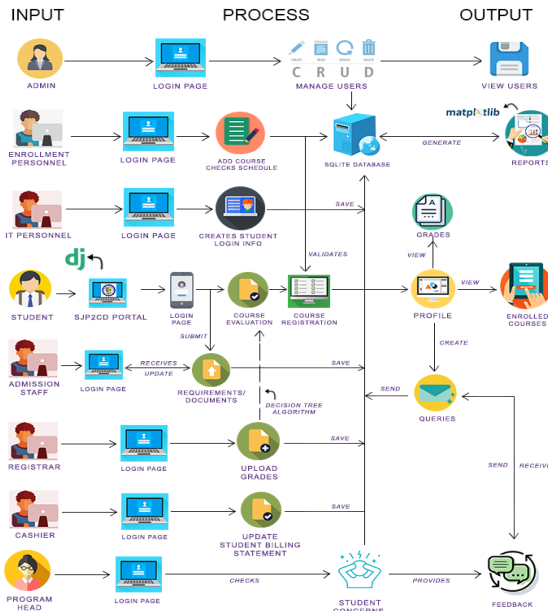 INPUT
PROCESS
OUTPUT
ADMIN
LOGIN PAGE
C R U D
MANAGE USERS
VIEW USERS
matplotlib
ENROLLMENT
PERSONNEL
LOGIN PAGE
ADD COURSE
CHECKS SCHEDULE
SQLITE DATABASE
GENERATE
REPORTS
IT PERSONNEL
LOGIN PAGE
CREATES STUDENT
LOGIN INFO
SAVE
GRADES
VALIDATES
VIEW
dj
STUDENT
SJP2CD PORTAL
LOGIN
PAGE
COURSE
EVALUATION
COURSE
REGISTRATION
PROFILE
VIEW
ENROLLED
COURSES
SUBMIT
CREATE
ADMISSION
STAFF
LOGIN PAGE
RECEIVES
UPDATE
REQUIREMENTS/
DOCUMENTS
SAVE
DECISION TREE
ALGORITHM
SEND
QUERIES
REGISTRAR
LOGIN PAGE
UPLOAD
GRADES
SAVE
SEND
RECEIVE
CASHIER
LOGIN PAGE
UPDATE
STUDENT BILLING
STATEMENT
SAVE
PROGRAM
HEAD
LOGIN PAGE
CHECKS
STUDENT
CONCERNS
PROVIDES
FEEDBACK